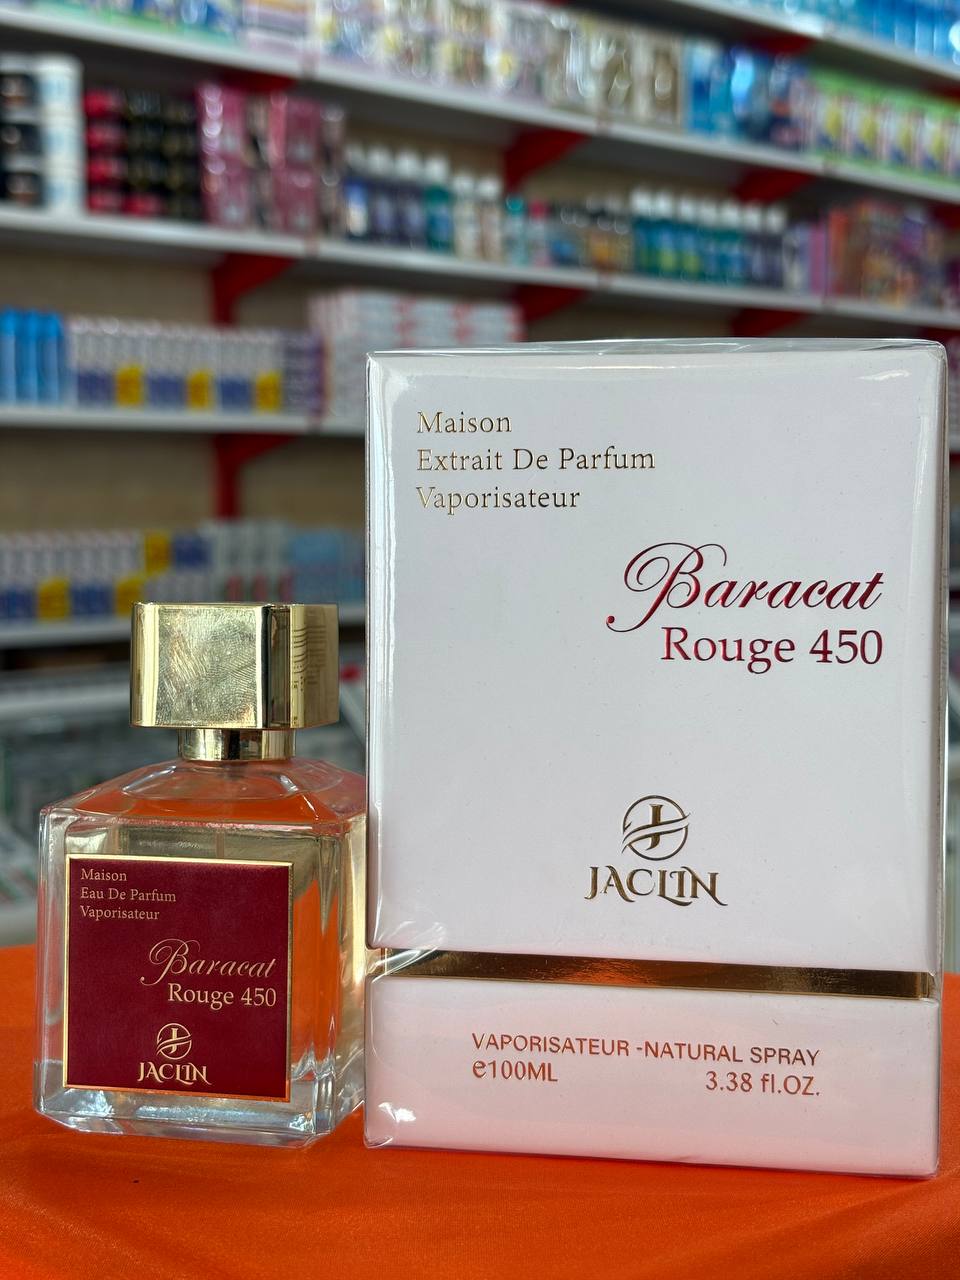 Maison
Extrait De Parfum
Vaporisateur
Baracat
Rouge 450
JACLIN
VAPORISATEUR -NATURAL SPRAY
e100ML 3.38 fl.OZ.
Maison
Eau De Parfum
Vaporisateur
Baracat
Rouge 450
JACLIN